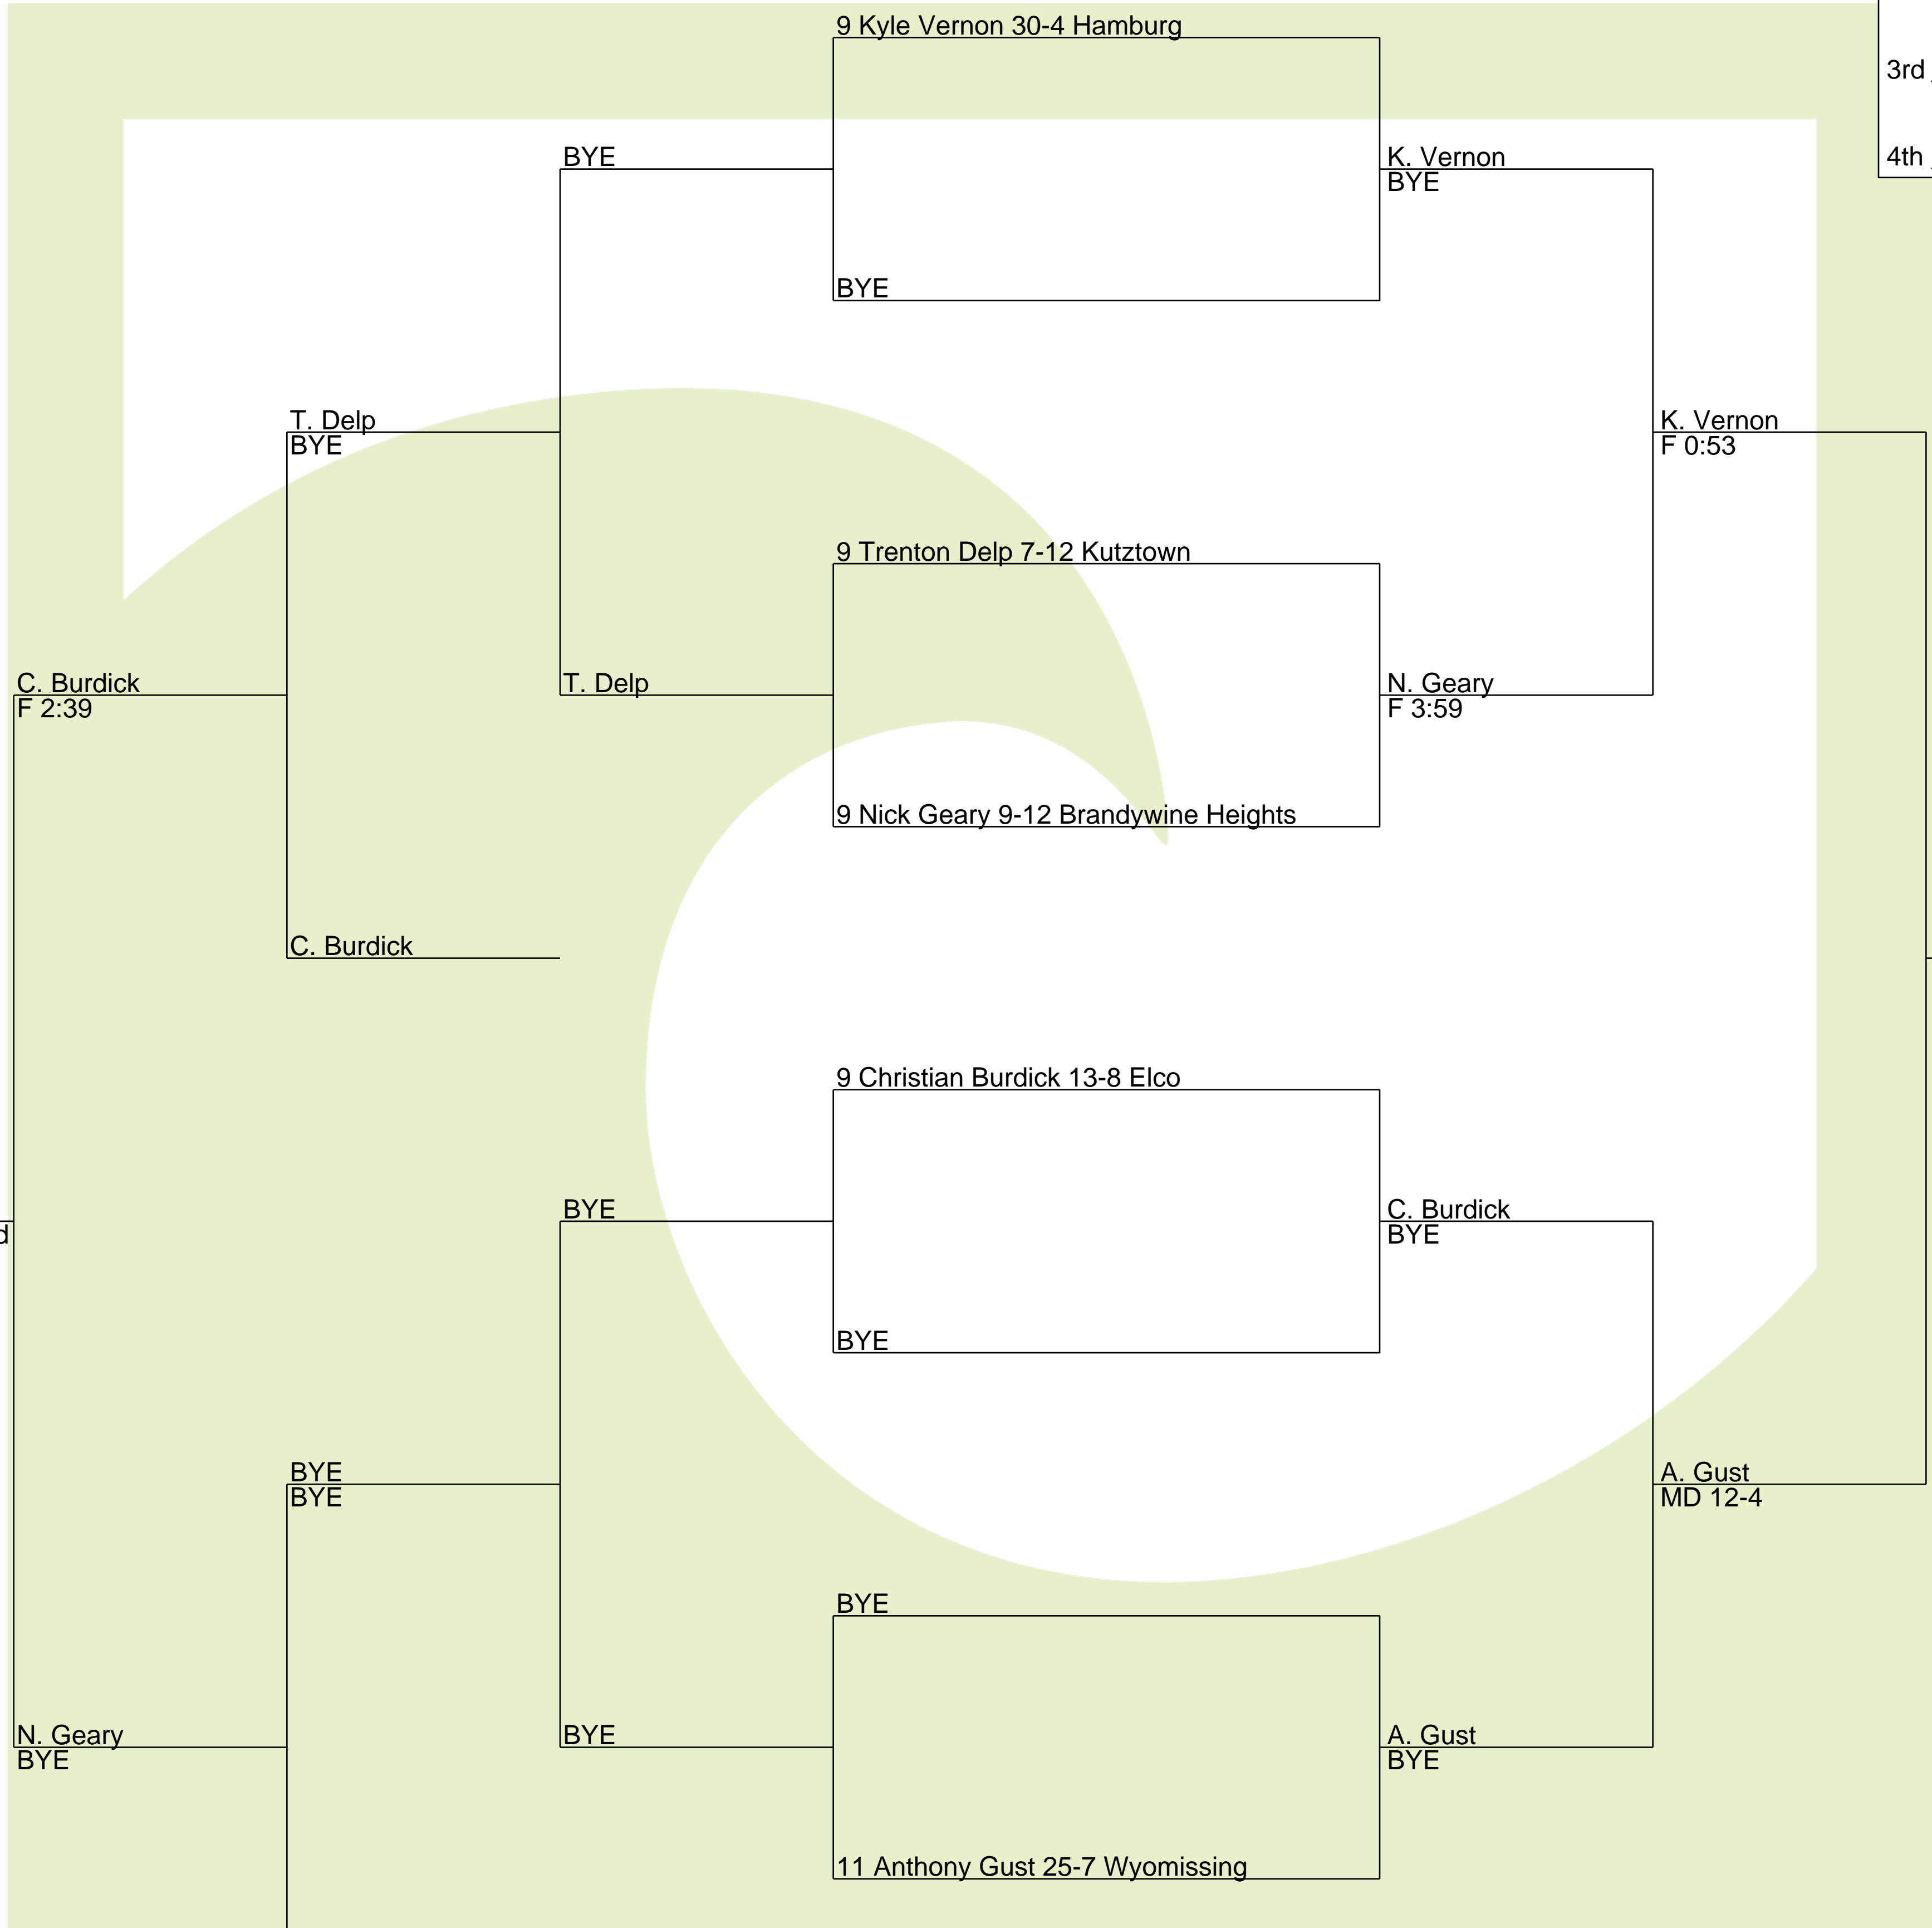 9 Kyle Vernon 30-4 Hamburg
3rd
4th
BYE
K. Vernon
BYE
BYE
T. Delp
BYE
K. Vernon
F 0:53
9 Trenton Delp 7-12 Kutztown
C. Burdick
F 2:39
T. Delp
N. Geary
F 3:59
9 Nick Geary 9-12 Brandywine Heights
C. Burdick
9 Christian Burdick 13-8 Elco
BYE
C. Burdick
BYE
d
BYE
BYE
BYE
A. Gust
MD 12-4
BYE
N. Geary
BYE
BYE
A. Gust
BYE
11 Anthony Gust 25-7 Wyomissing